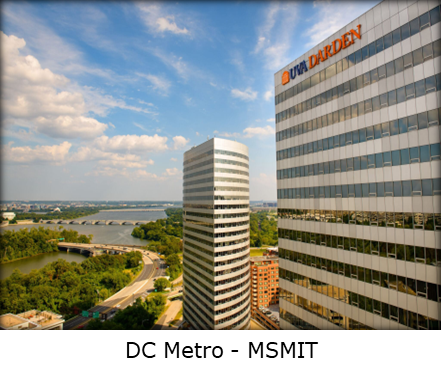 UVA DARDEN
DC Metro - MSMIT